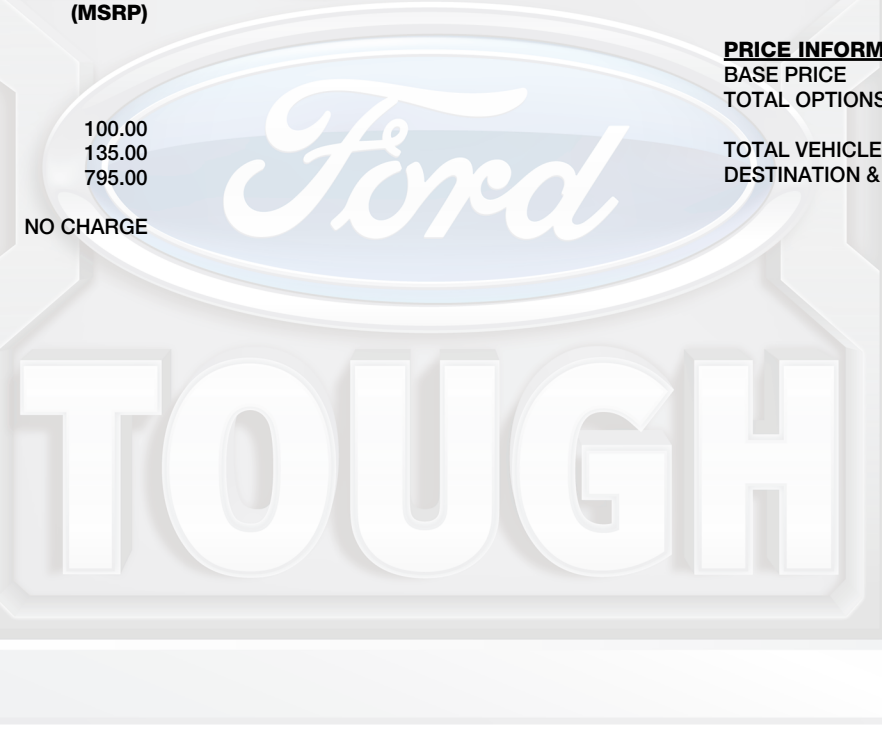 (MSRP)
100.00
135.00
795.00
NO CHARGE
PRICE INFORM
BASE PRICE
TOTAL OPTIONS
TOTAL VEHICLE
DESTINATION &
Ford
TOUGH